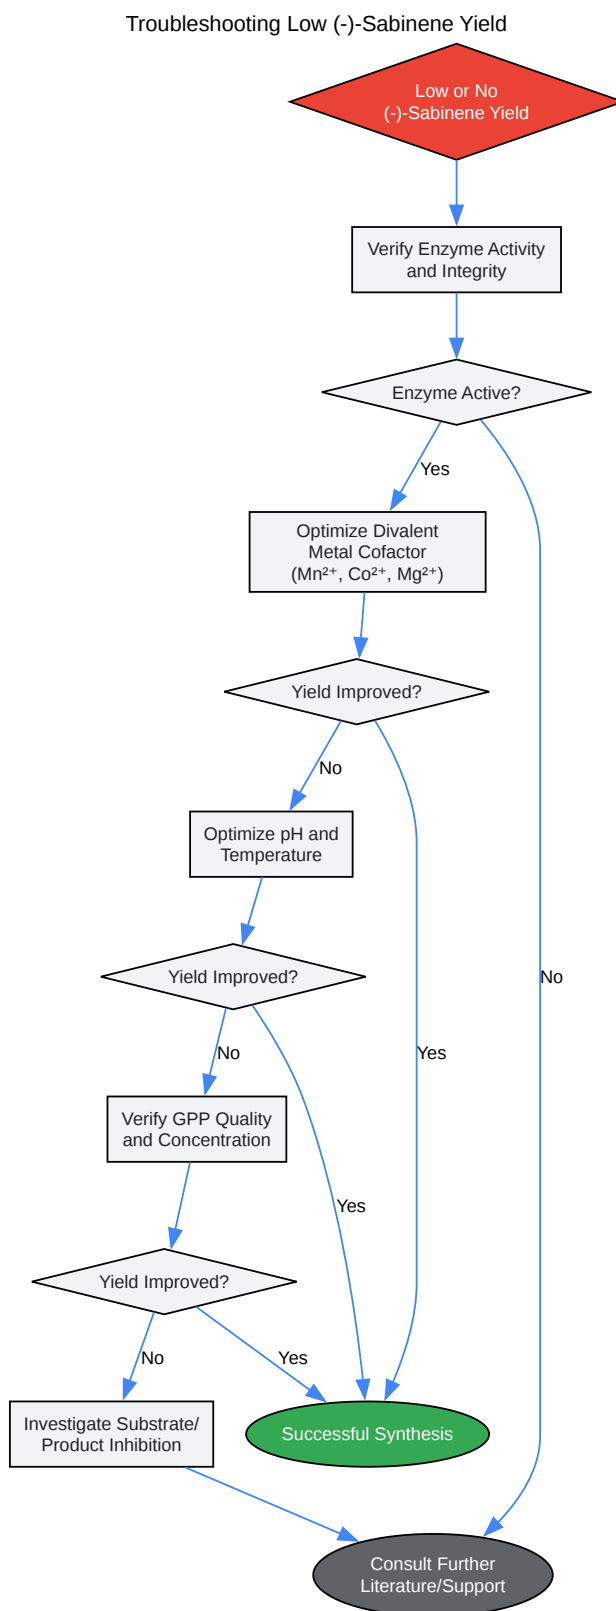 Troubleshooting Low (-)-Sabinene Yield
Low or No
(-)-Sabinene Yield
Verify Enzyme Activity
and Integrity
Enzyme Active?
Yes
Optimize Divalent
Metal Cofactor
(Mn²⁺, Co²⁺, Mg²⁺)
Yield Improved?
No
Optimize pH and
Temperature
Yield Improved?
No
No
Yes
Verify GPP Quality
and Concentration
Yes
Yield Improved?
No
Yes
Investigate Substrate/
Product Inhibition
Successful Synthesis
Consult Further
Literature/Support